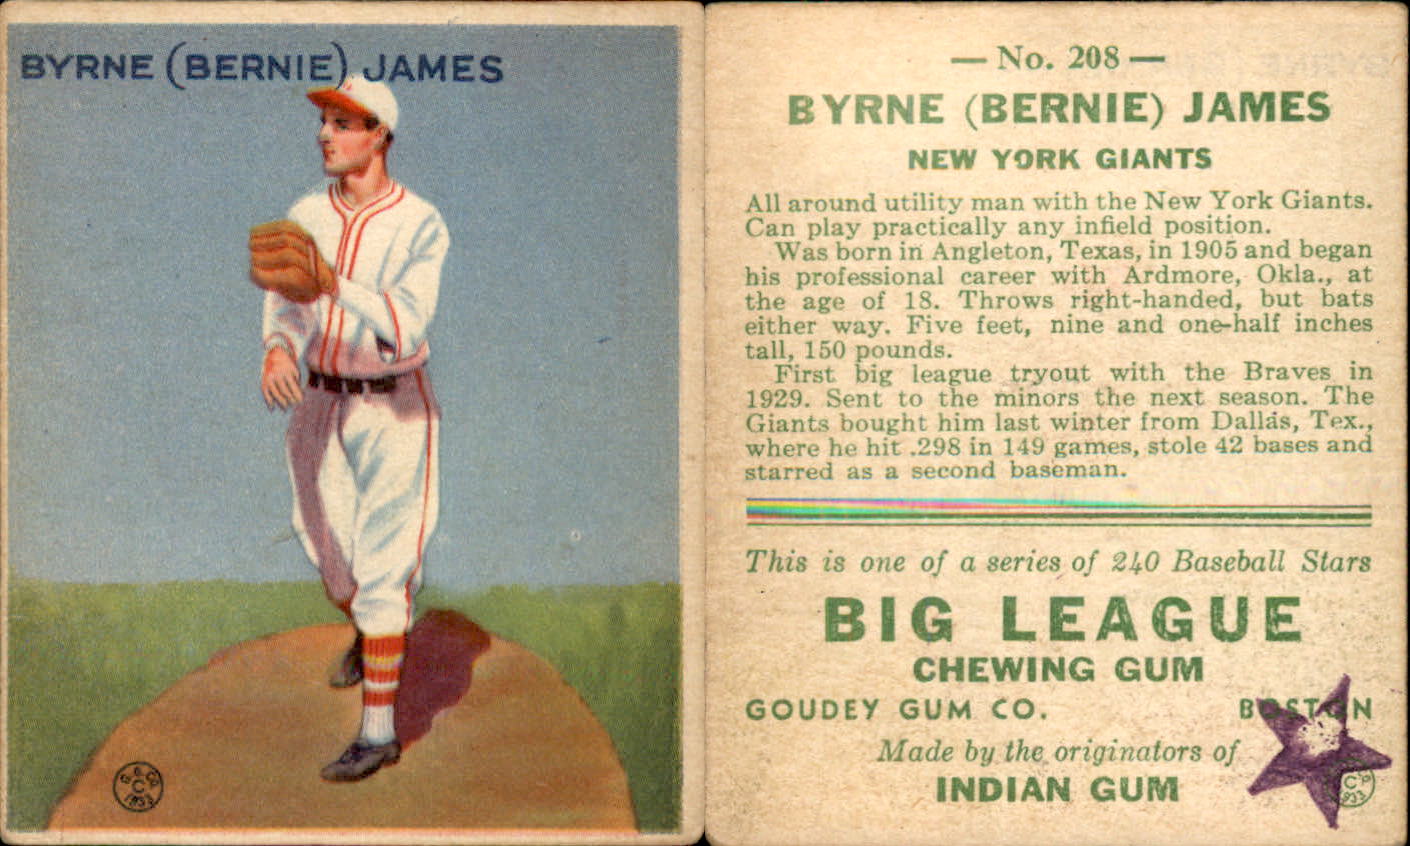 BYRNE (BERNIE) JAMES
G. G. Co.
C
1933
— No. 208 —
BYRNE (BERNIE) JAMES
NEW YORK GIANTS
All around utility man with the New York Giants.
Can play practically any infield position.
Was born in Angleton, Texas, in 1905 and began
his professional career with Ardmore, Okla., at
the age of 18. Throws right-handed, but bats
either way. Five feet, nine and one-half inches
tall, 150 pounds.
First big league tryout with the Braves in
1929. Sent to the minors the next season. The
Giants bought him last winter from Dallas, Tex.,
where he hit .298 in 149 games, stole 42 bases and
starred as a second baseman.
This is one of a series of 240 Baseball Stars
BIG LEAGUE
CHEWING GUM
GOUDEY GUM CO. BOSTON
Made by the originators of
INDIAN GUM